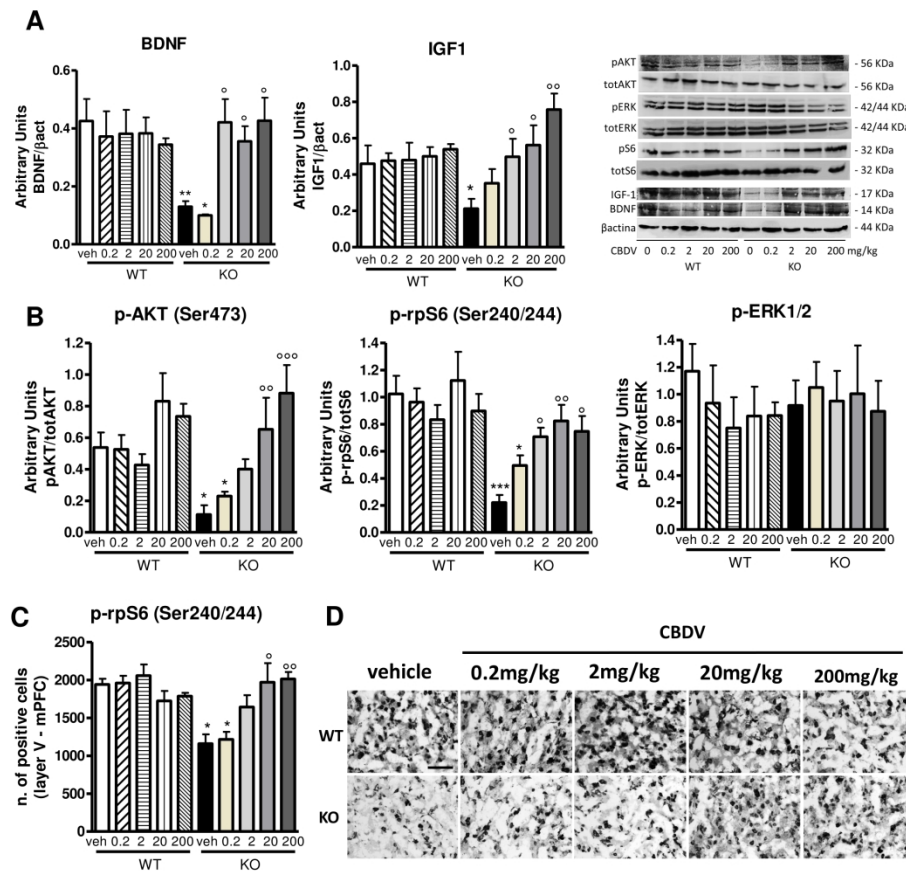 A
BDNF
Arbitrary Units
BDNF/βact
0.6
0.4
0.2
0.0
** * ° ° °
veh 0.2 2 20 200 veh 0.2 2 20 200
WT KO
IGF1
Arbitrary Units
IGF1/βact
1.0
0.8
0.6
0.4
0.2
0.0
* ° ° °°
veh 0.2 2 20 200 veh 0.2 2 20 200
WT KO
pAKT - 56 KDa
totAKT - 56 KDa
pERK - 42/44 KDa
totERK - 42/44 KDa
pS6 - 32 KDa
totS6 - 32 KDa
IGF-1 - 17 KDa
BDNF - 14 KDa
βactina - 44 KDa
CBDV 0 0.2 2 20 200 0 0.2 2 20 200 mg/kg
WT KO
B
p-AKT (Ser473)
Arbitrary Units
pAKT/totAKT
1.2
1.0
0.8
0.6
0.4
0.2
0.0
* * °° °°°
veh 0.2 2 20 200 veh 0.2 2 20 200
WT KO
p-rpS6 (Ser240/244)
Arbitrary Units
p-rpS6/totS6
1.4
1.2
1.0
0.8
0.6
0.4
0.2
0.0
*** * ° °° °
veh 0.2 2 20 200 veh 0.2 2 20 200
WT KO
p-ERK1/2
Arbitrary Units
p-ERK/totERK
1.4
1.2
1.0
0.8
0.6
0.4
0.2
0.0
veh 0.2 2 20 200 veh 0.2 2 20 200
WT KO
C
p-rpS6 (Ser240/244)
n. of positive cells
(layer V - mPFC)
2500
2000
1500
1000
500
0
* * ° °°
veh 0.2 2 20 200 veh 0.2 2 20 200
WT KO
D
CBDV
vehicle 0.2mg/kg 2mg/kg 20mg/kg 200mg/kg
WT
KO